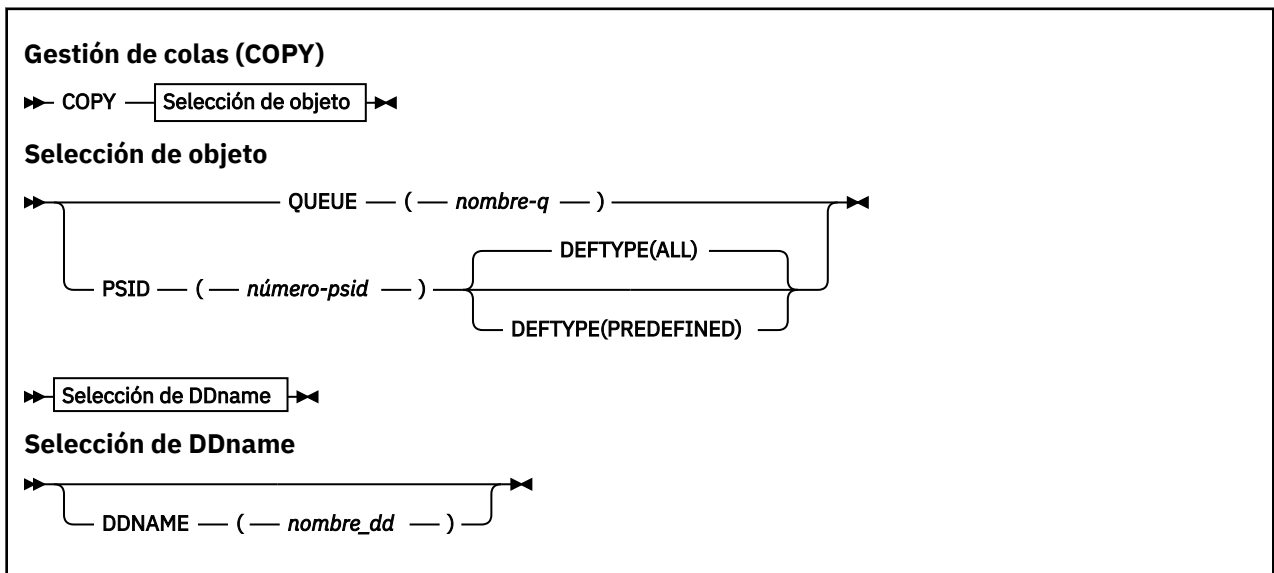 Gestión de colas (COPY)
COPY Selección de objeto
Selección de objeto
QUEUE ( nombre-q )
DEFTYPE(ALL)
PSID ( número-psid )
DEFTYPE(PREDEFINED)
Selección de DDname
Selección de DDname
DDNAME ( nombre_dd )